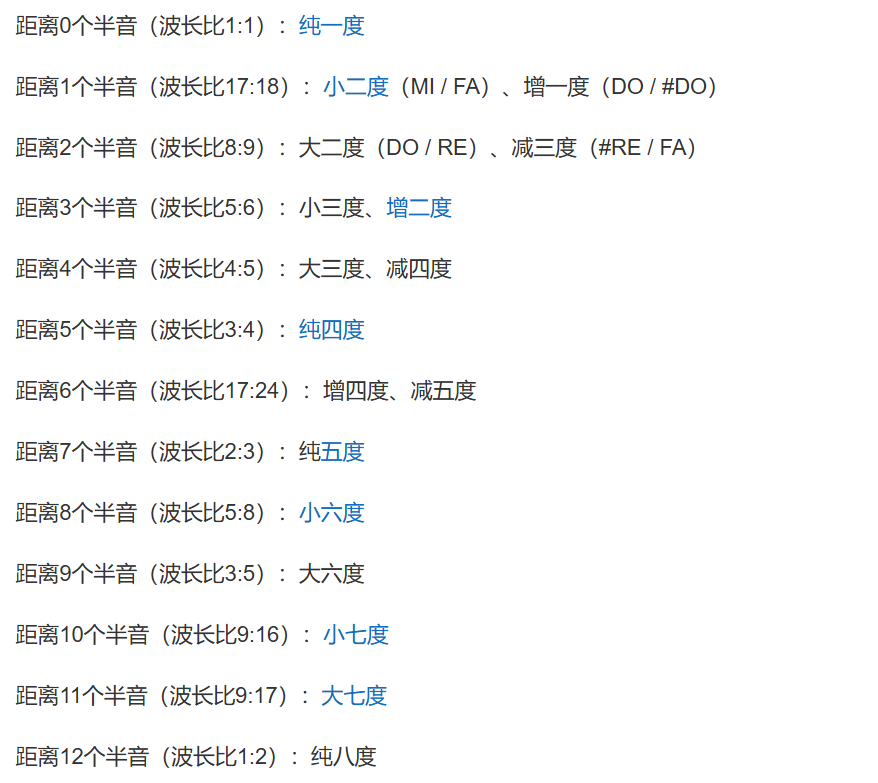 距离0个半音（波长比1:1）：纯一度
距离1个半音（波长比17:18）：小二度（MI / FA）、增一度（DO / #DO）
距离2个半音（波长比8:9）：大二度（DO / RE）、减三度（#RE / FA）
距离3个半音（波长比5:6）：小三度、增二度
距离4个半音（波长比4:5）：大三度、减四度
距离5个半音（波长比3:4）：纯四度
距离6个半音（波长比17:24）：增四度、减五度
距离7个半音（波长比2:3）：纯五度
距离8个半音（波长比5:8）：小六度
距离9个半音（波长比3:5）：大六度
距离10个半音（波长比9:16）：小七度
距离11个半音（波长比9:17）：大七度
距离12个半音（波长比1:2）：纯八度